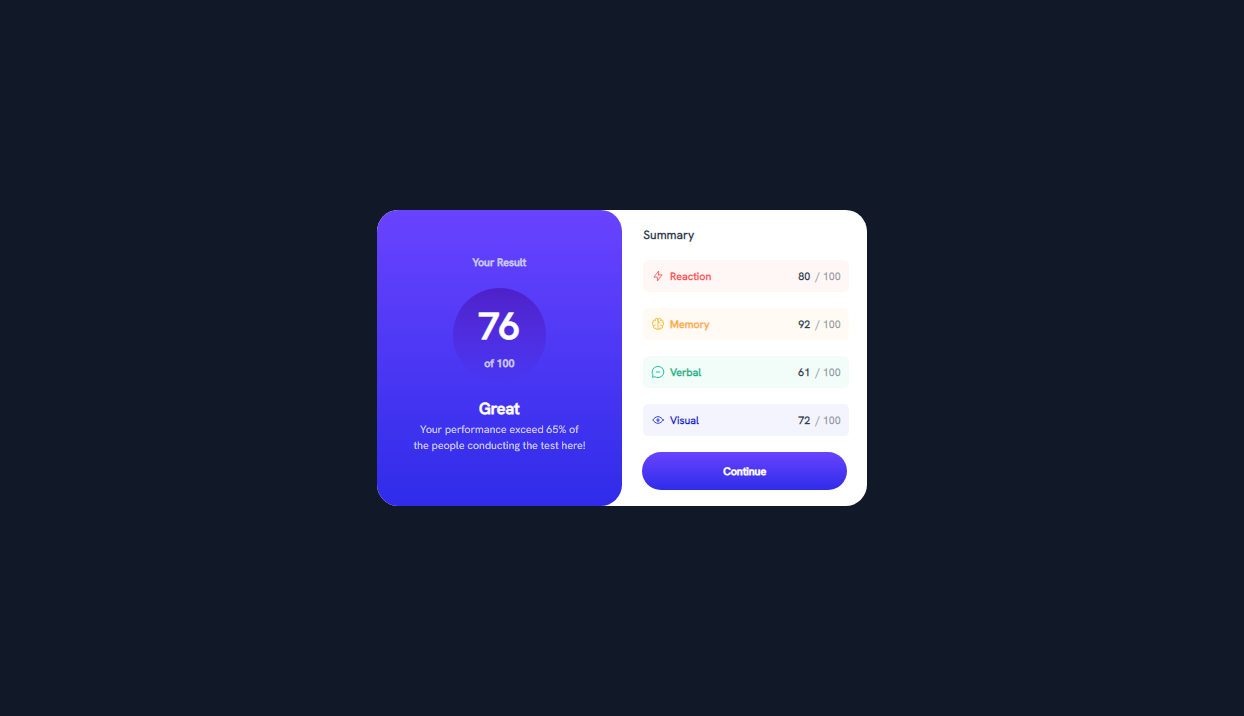 Your Result
76
of 100
Great
Your performance exceed 65% of
the people conducting the test here!
Summary
Reaction 80 / 100
Memory 92 / 100
Verbal 61 / 100
Visual 72 / 100
Continue